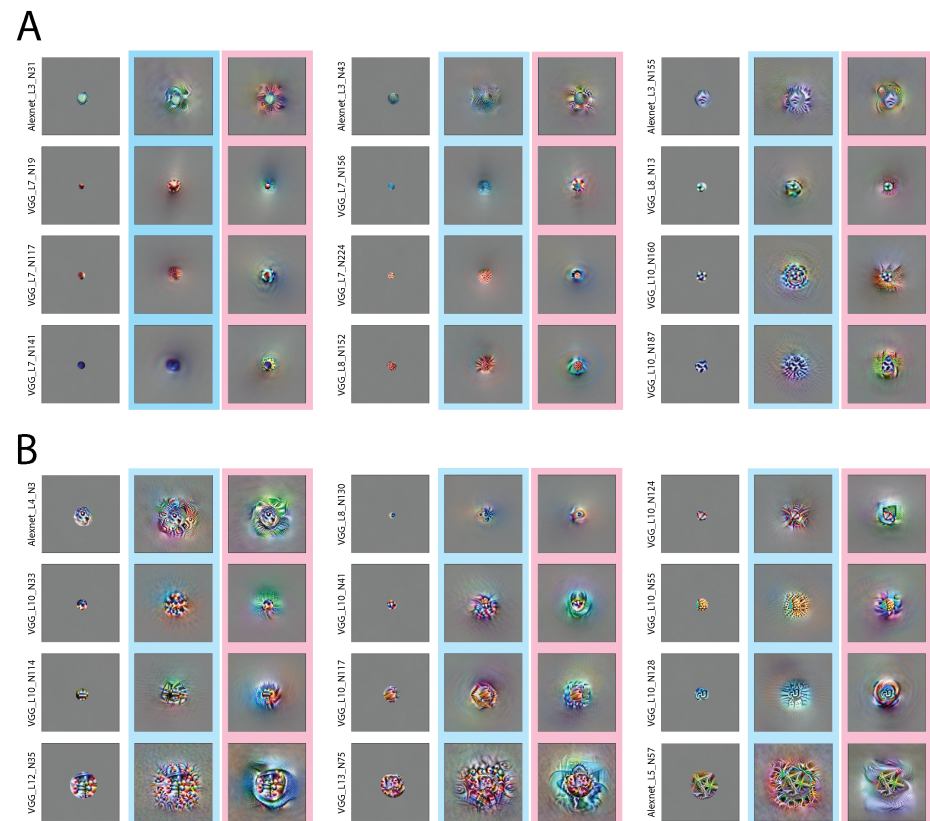 A
Alexnet_L3_N31
Alexnet_L3_N43
Alexnet_L3_N155
VGG_L7_N19
VGG_L7_N156
VGG_L8_N13
VGG_L7_N117
VGG_L7_N224
VGG_L10_N160
VGG_L7_N141
VGG_L8_N152
VGG_L10_N187
B
Alexnet_L4_N3
VGG_L8_N130
VGG_L10_N124
VGG_L10_N33
VGG_L10_N41
VGG_L10_N55
VGG_L10_N114
VGG_L10_N117
VGG_L10_N128
VGG_L12_N35
VGG_L13_N75
Alexnet_L5_N57